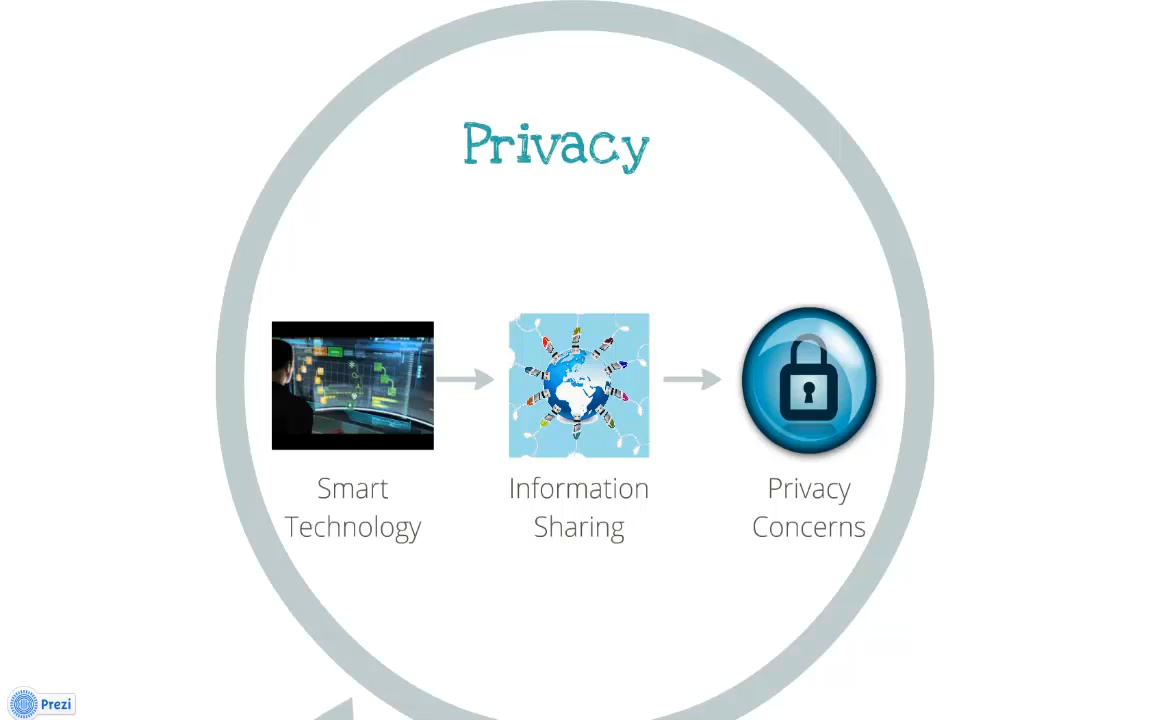 Privacy
Smart
Technology
Information
Sharing
Privacy
Concerns
Prezi